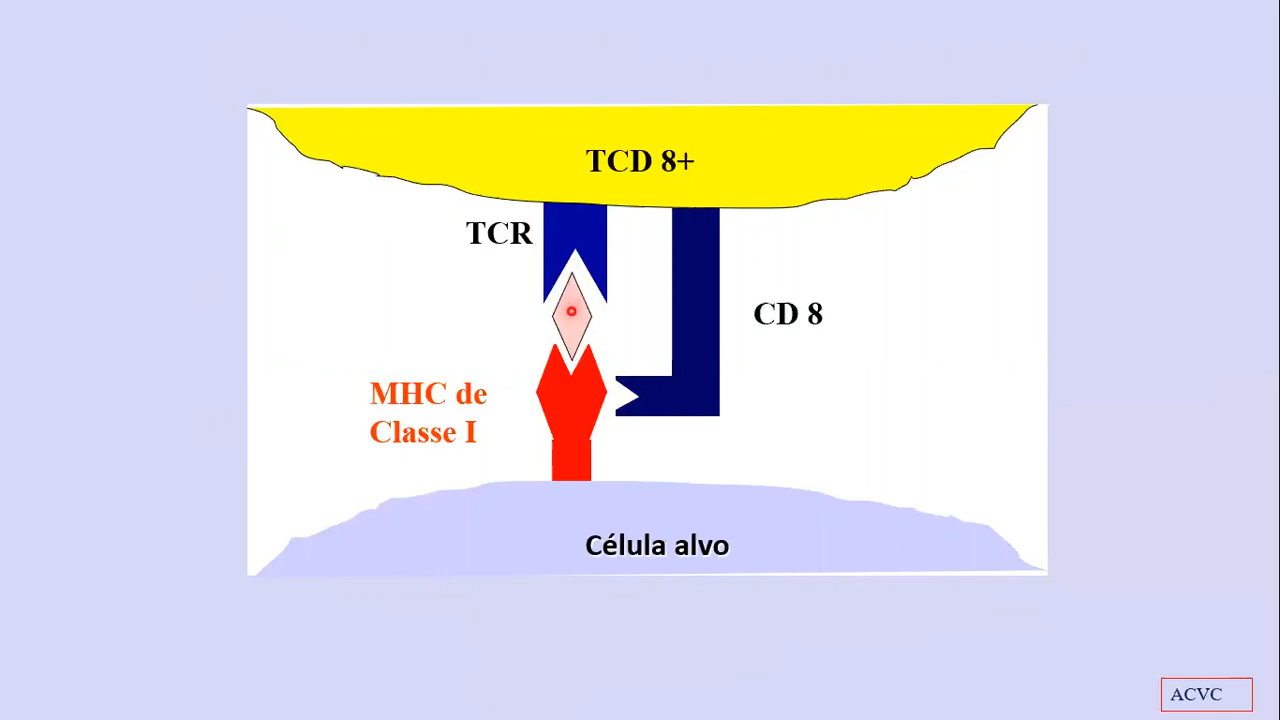 TCD 8+
TCR
CD 8
MHC de
Classe I
Célula alvo
ACVC